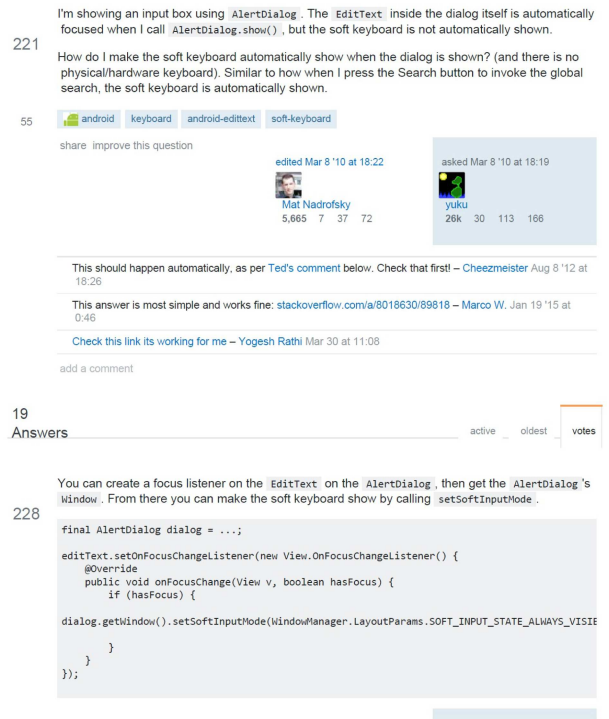 I'm showing an input box using AlertDialog. The EditText inside the dialog itself is automatically
focused when I call AlertDialog.show(), but the soft keyboard is not automatically shown.
221
How do I make the soft keyboard automatically show when the dialog is shown? (and there is no
physical/hardware keyboard). Similar to how when I press the Search button to invoke the global
search, the soft keyboard is automatically shown.
55
android keyboard android-edittext soft-keyboard
share improve this question
edited Mar 8 '10 at 18:22
Mat Nadrofsky
5,665 7 37 72
asked Mar 8 '10 at 18:19
yuku
26k 30 113 166
This should happen automatically, as per Ted's comment below. Check that first! – Cheezmeister Aug 8 '12 at
18:26
This answer is most simple and works fine: stackoverflow.com/a/8018630/89818 – Marco W. Jan 19 '15 at
0:46
Check this link its working for me – Yogesh Rathi Mar 30 at 11:08
add a comment
19
Answers
active oldest votes
You can create a focus listener on the EditText on the AlertDialog, then get the AlertDialog's
Window. From there you can make the soft keyboard show by calling setSoftInputMode.
228
final AlertDialog dialog = ...;
editText.setOnFocusChangeListener(new View.OnFocusChangeListener() {
@Override
public void onFocusChange(View v, boolean hasFocus) {
if (hasFocus) {
dialog.getWindow().setSoftInputMode(WindowManager.LayoutParams.SOFT_INPUT_STATE_ALWAYS_VISIE
}
}
});